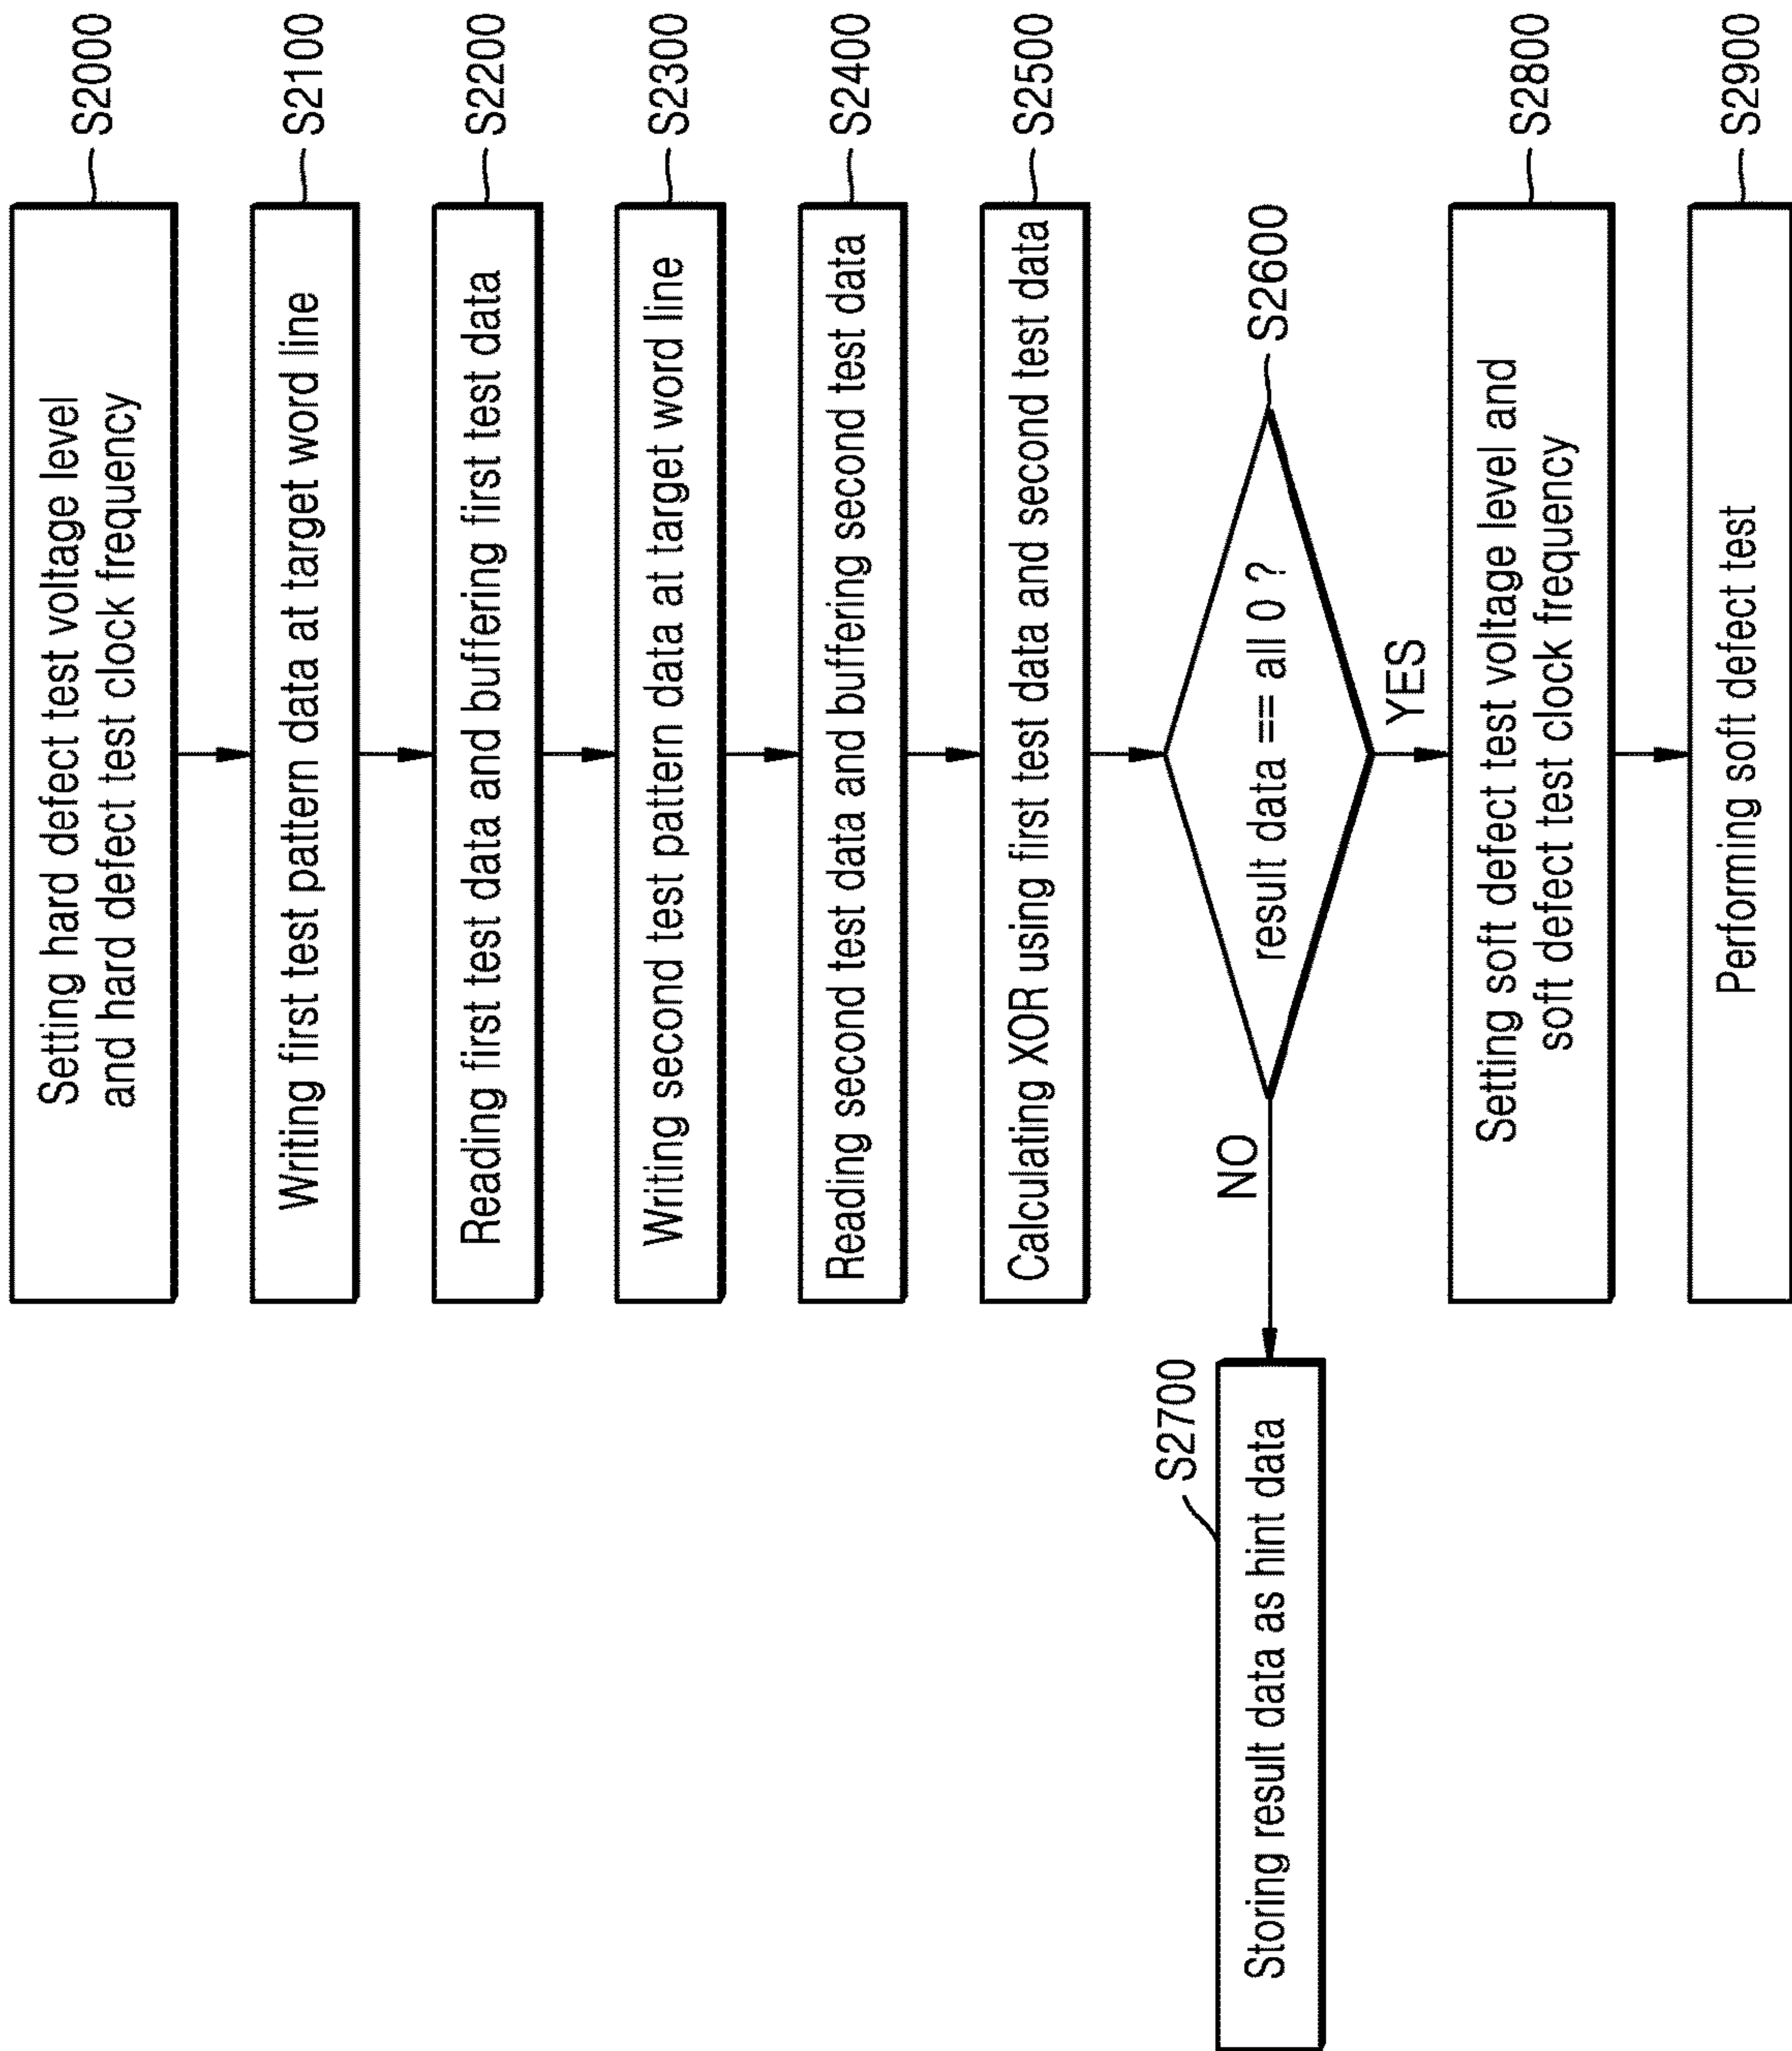 Setting hard defect test voltage level
and hard defect test clock frequency
S2000
Writing first test pattern data at target word line
S2100
Reading first test data and buffering first test data
S2200
Writing second test pattern data at target word line
S2300
Reading second test data and buffering second test data
S2400
Calculating XOR using first test data and second test data
S2500
result data == all 0 ?
S2600
NO
YES
S2700
Storing result data as hint data
Setting soft defect test voltage level and
soft defect test clock frequency
S2800
Performing soft defect test
S2900